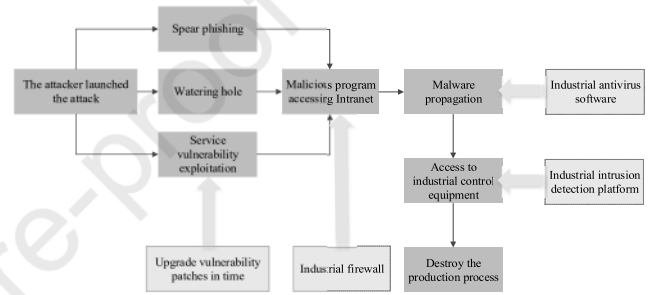 Spear phishing
The attacker launched
the attack
Watering hole
Malicious program
accessing Intranet
Malware
propagation
Industrial antivirus
software
Service
vulnerability
exploitation
Access to
industrial control
equipment
Industrial intrusion
detection platform
Upgrade vulnerability
patches in time
Industrial firewall
Destroy the
production process
re-proof